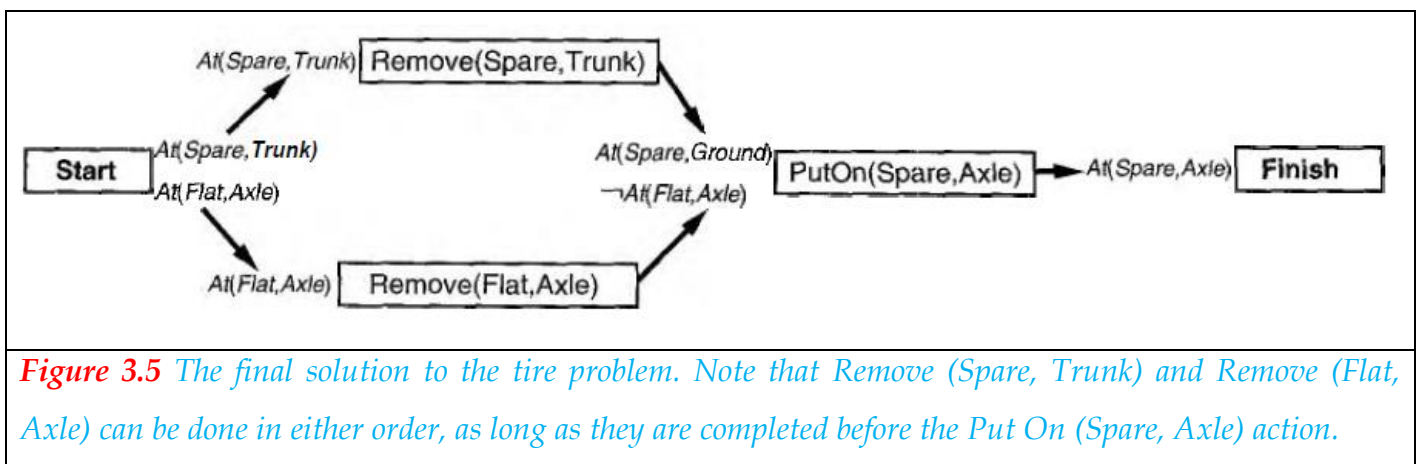 At(Spare,Trunk) Remove(Spare,Trunk)
Start At(Spare,Trunk)
At(Flat,Axle)
At(Spare,Ground)
¬At(Flat,Axle)
PutOn(Spare,Axle) At(Spare,Axle) Finish
At(Flat,Axle) Remove(Flat,Axle)
Figure 3.5 The final solution to the tire problem. Note that Remove (Spare, Trunk) and Remove (Flat,
Axle) can be done in either order, as long as they are completed before the Put On (Spare, Axle) action.